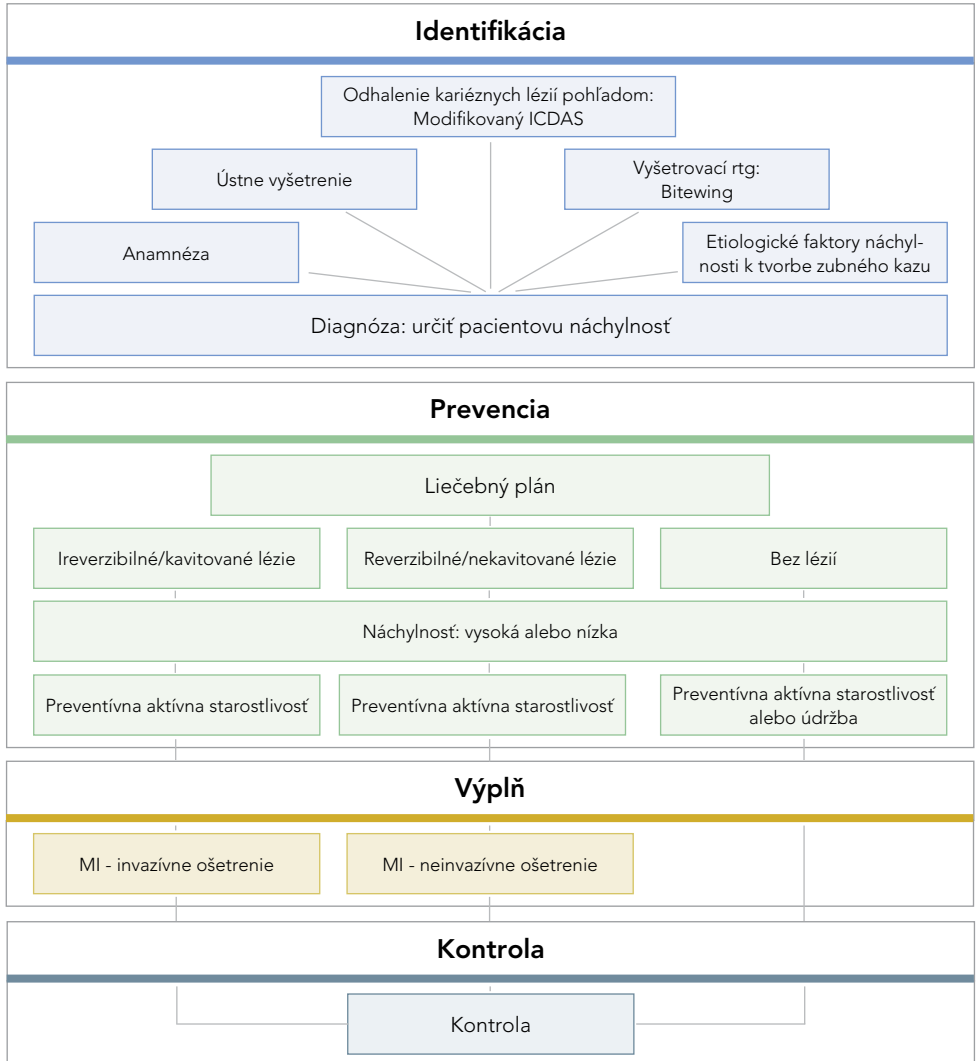 Identifikácia
Odhalenie kariéznych lézií pohľadom:
Modifikovaný ICDAS
Ústne vyšetrenie
Vyšetrovací rtg:
Bitewing
Anamnéza
Etiologické faktory náchyl-
nosti k tvorbe zubného kazu
Diagnóza: určiť pacientovu náchylnosť
Prevencia
Liečebný plán
Ireverzibilné/kavitované lézie
Reverzibilné/nekavitované lézie
Bez lézií
Náchylnosť: vysoká alebo nízka
Preventívna aktívna starostlivosť
Preventívna aktívna starostlivosť
Preventívna aktívna starostlivosť
alebo údržba
Výplň
MI - invazívne ošetrenie
MI - neinvazívne ošetrenie
Kontrola
Kontrola